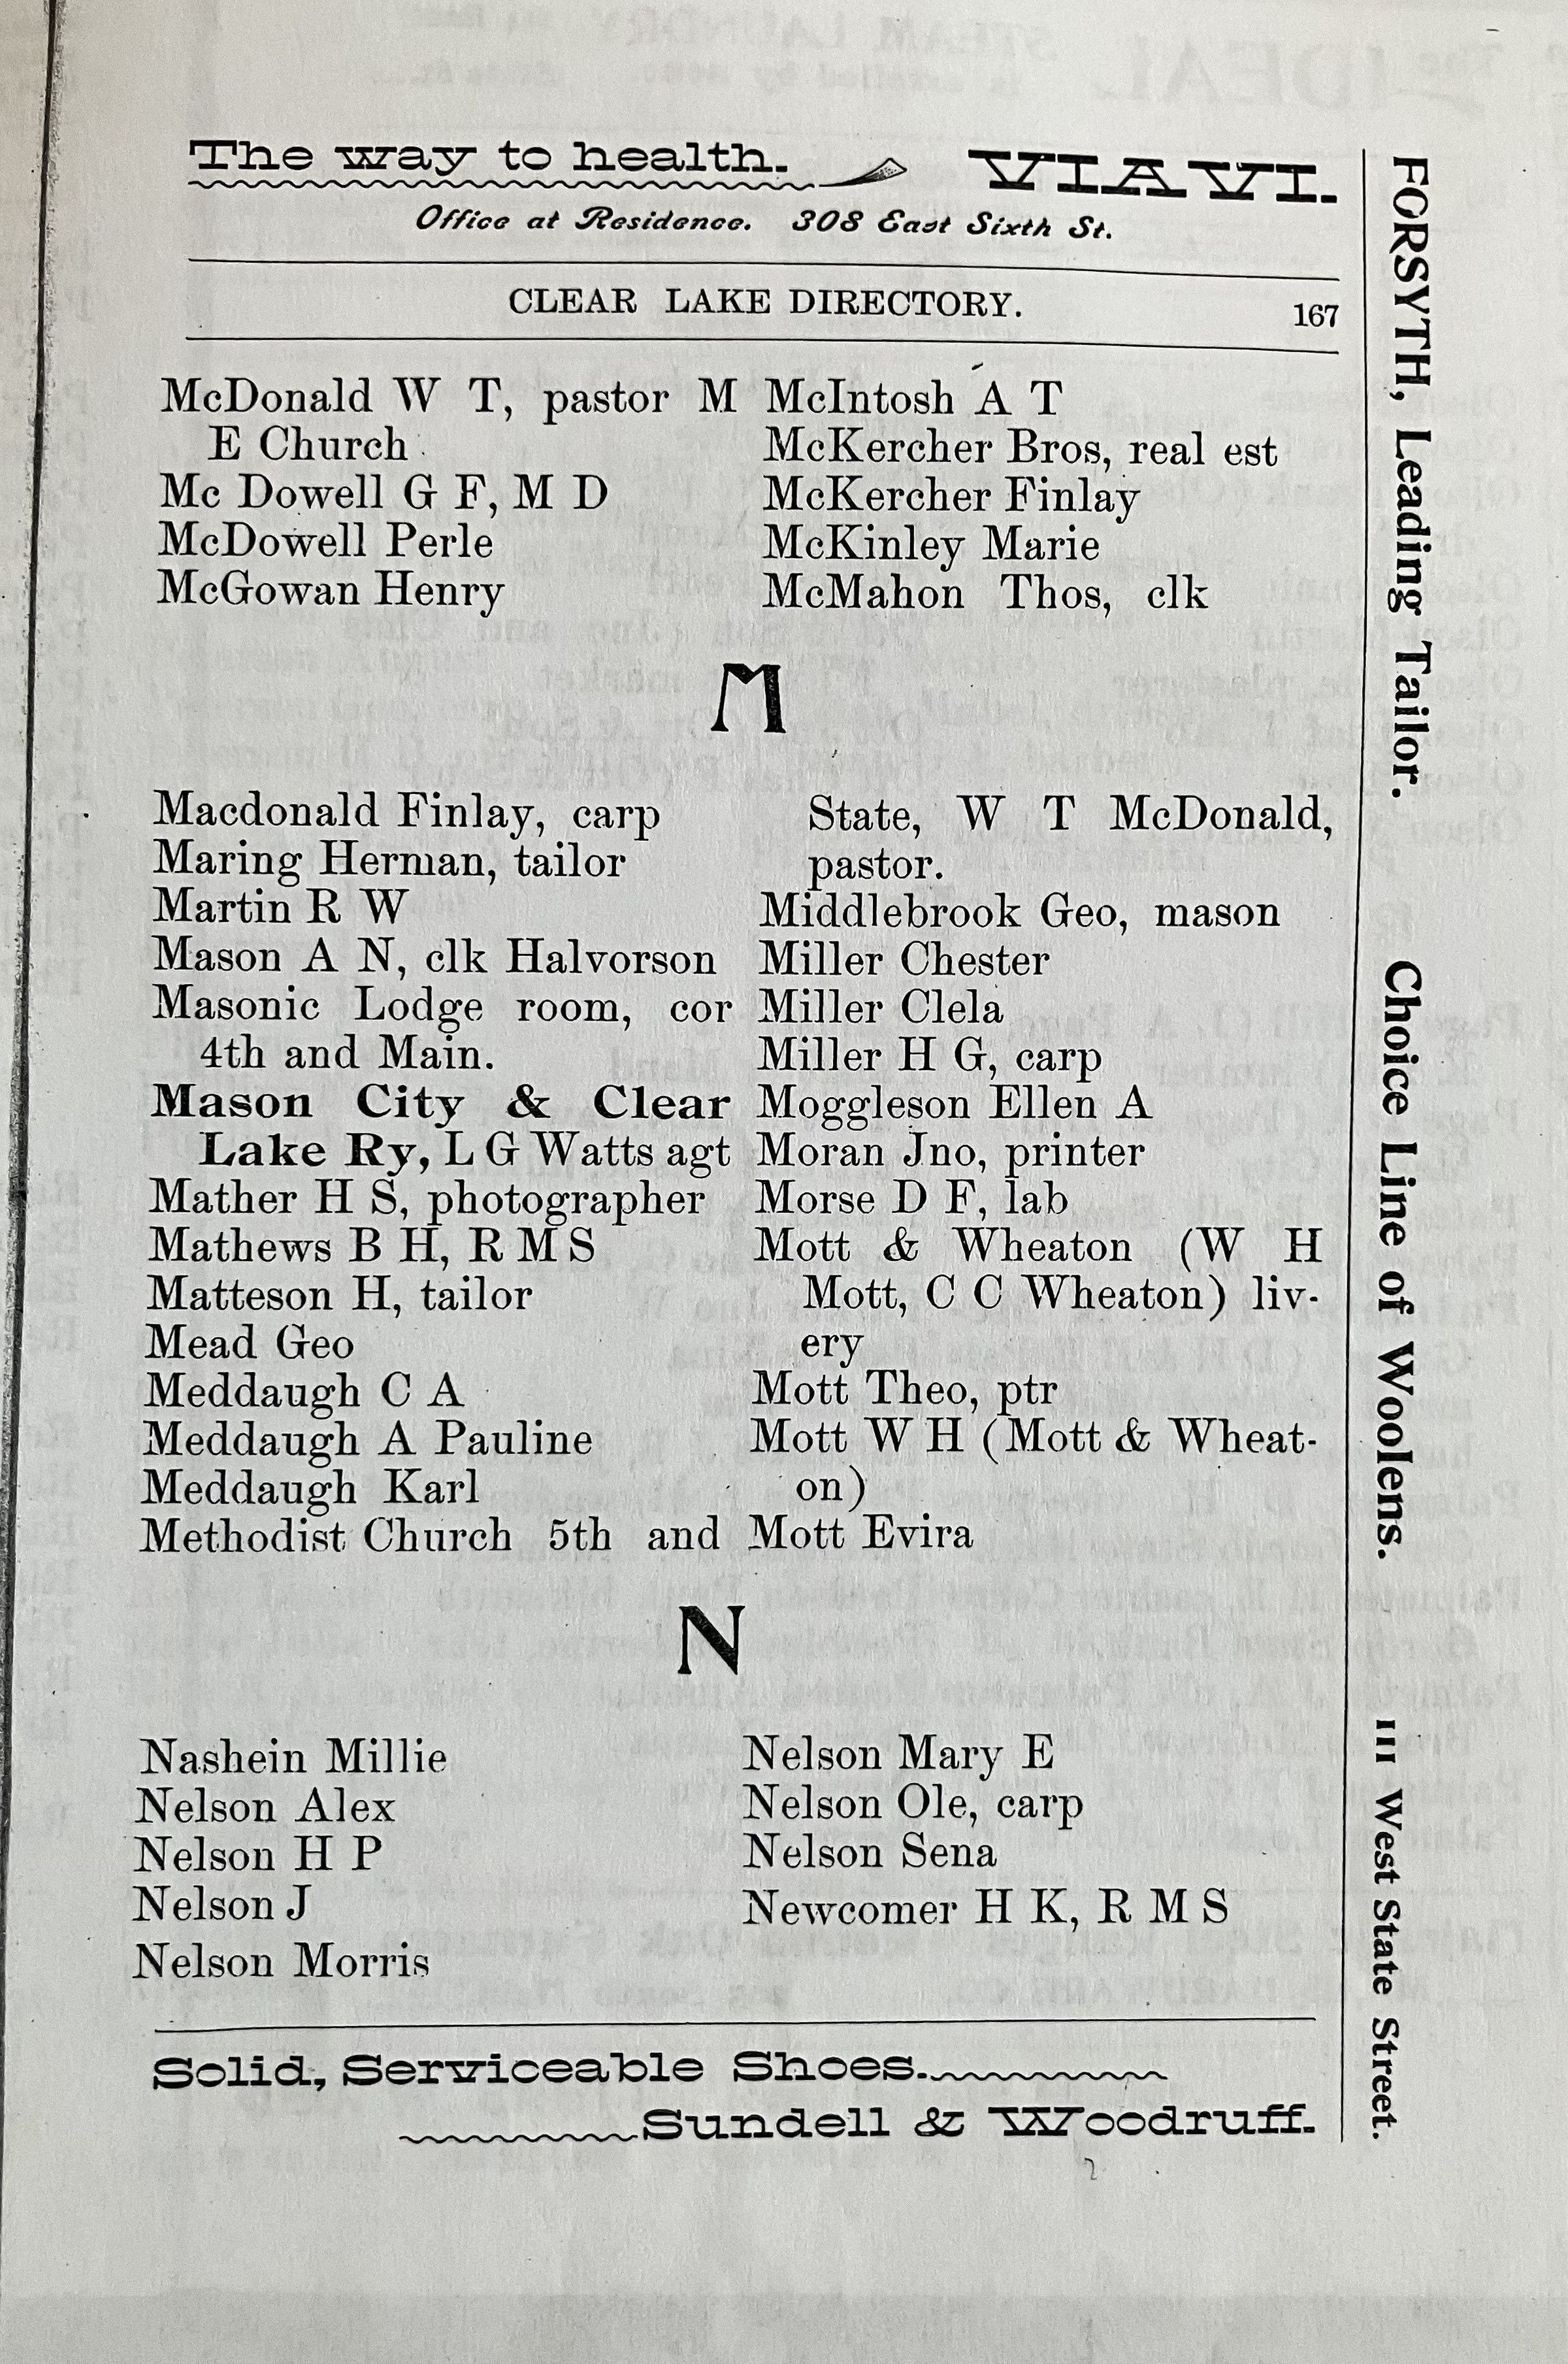 The way to health. VIAVI.
Office at Residence. 308 East Sixth St.
CLEAR LAKE DIRECTORY. 167
McDonald W T, pastor M
E Church
Mc Dowell G F, M D
McDowell Perle
McGowan Henry
McIntosh A T
McKercher Bros, real est
McKercher Finlay
McKinley Marie
McMahon Thos, clk
M
Macdonald Finlay, carp
Maring Herman, tailor
Martin R W
Mason A N, clk Halvorson
Masonic Lodge room, cor
4th and Main.
Mason City & Clear
Lake Ry, L G Watts agt
Mather H S, photographer
Mathews B H, R M S
Matteson H, tailor
Mead Geo
Meddaugh C A
Meddaugh A Pauline
Meddaugh Karl
Methodist Church 5th and
State, W T McDonald,
pastor.
Middlebrook Geo, mason
Miller Chester
Miller Clela
Miller H G, carp
Moggleson Ellen A
Moran Jno, printer
Morse D F, lab
Mott & Wheaton (W H
Mott, C C Wheaton) liv-
ery
Mott Theo, ptr
Mott W H (Mott & Wheat-
on)
Mott Evira
N
Nashein Millie
Nelson Alex
Nelson H P
Nelson J
Nelson Morris
Nelson Mary E
Nelson Ole, carp
Nelson Sena
Newcomer H K, R M S
Solid, Serviceable Shoes.
Sundell & Woodruff.
FORSYTH, Leading Tailor. Choice Line of Woolens. 111 West State Street.